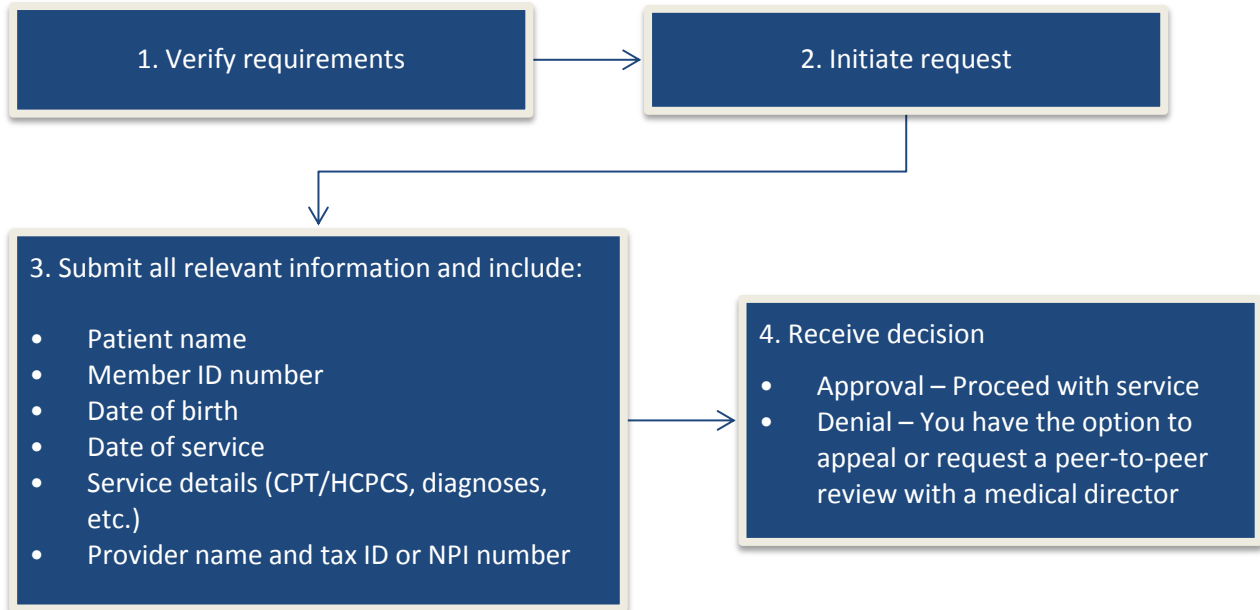 1. Verify requirements
2. Initiate request
3. Submit all relevant information and include:
• Patient name
• Member ID number
• Date of birth
• Date of service
• Service details (CPT/HCPCS, diagnoses,
etc.)
• Provider name and tax ID or NPI number
4. Receive decision
• Approval – Proceed with service
• Denial – You have the option to
appeal or request a peer-to-peer
review with a medical director